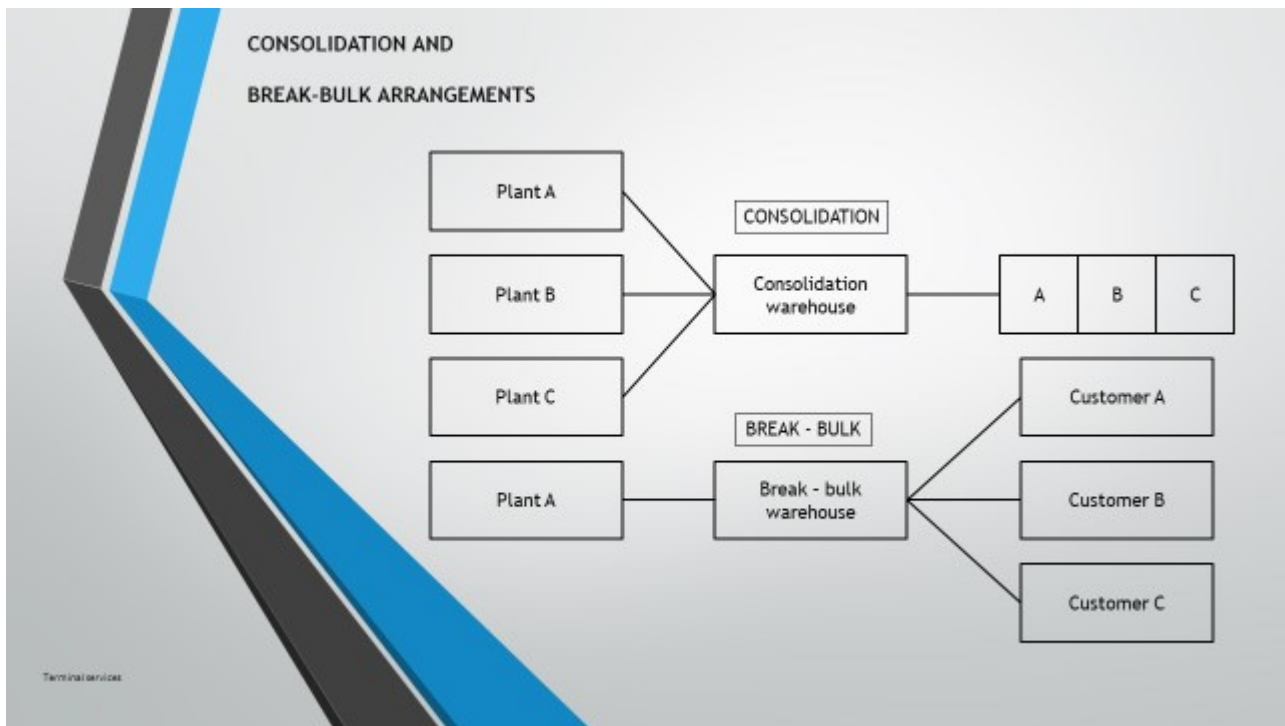 CONSOLIDATION AND
BREAK-BULK ARRANGEMENTS
Plant A
Plant B
Plant C
CONSOLIDATION
Consolidation
warehouse
A
B
C
Plant A
BREAK - BULK
Break - bulk
warehouse
Customer A
Customer B
Customer C
Terminal services